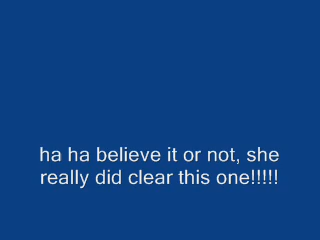 ha ha believe it or not, she
really did clear this one!!!!!